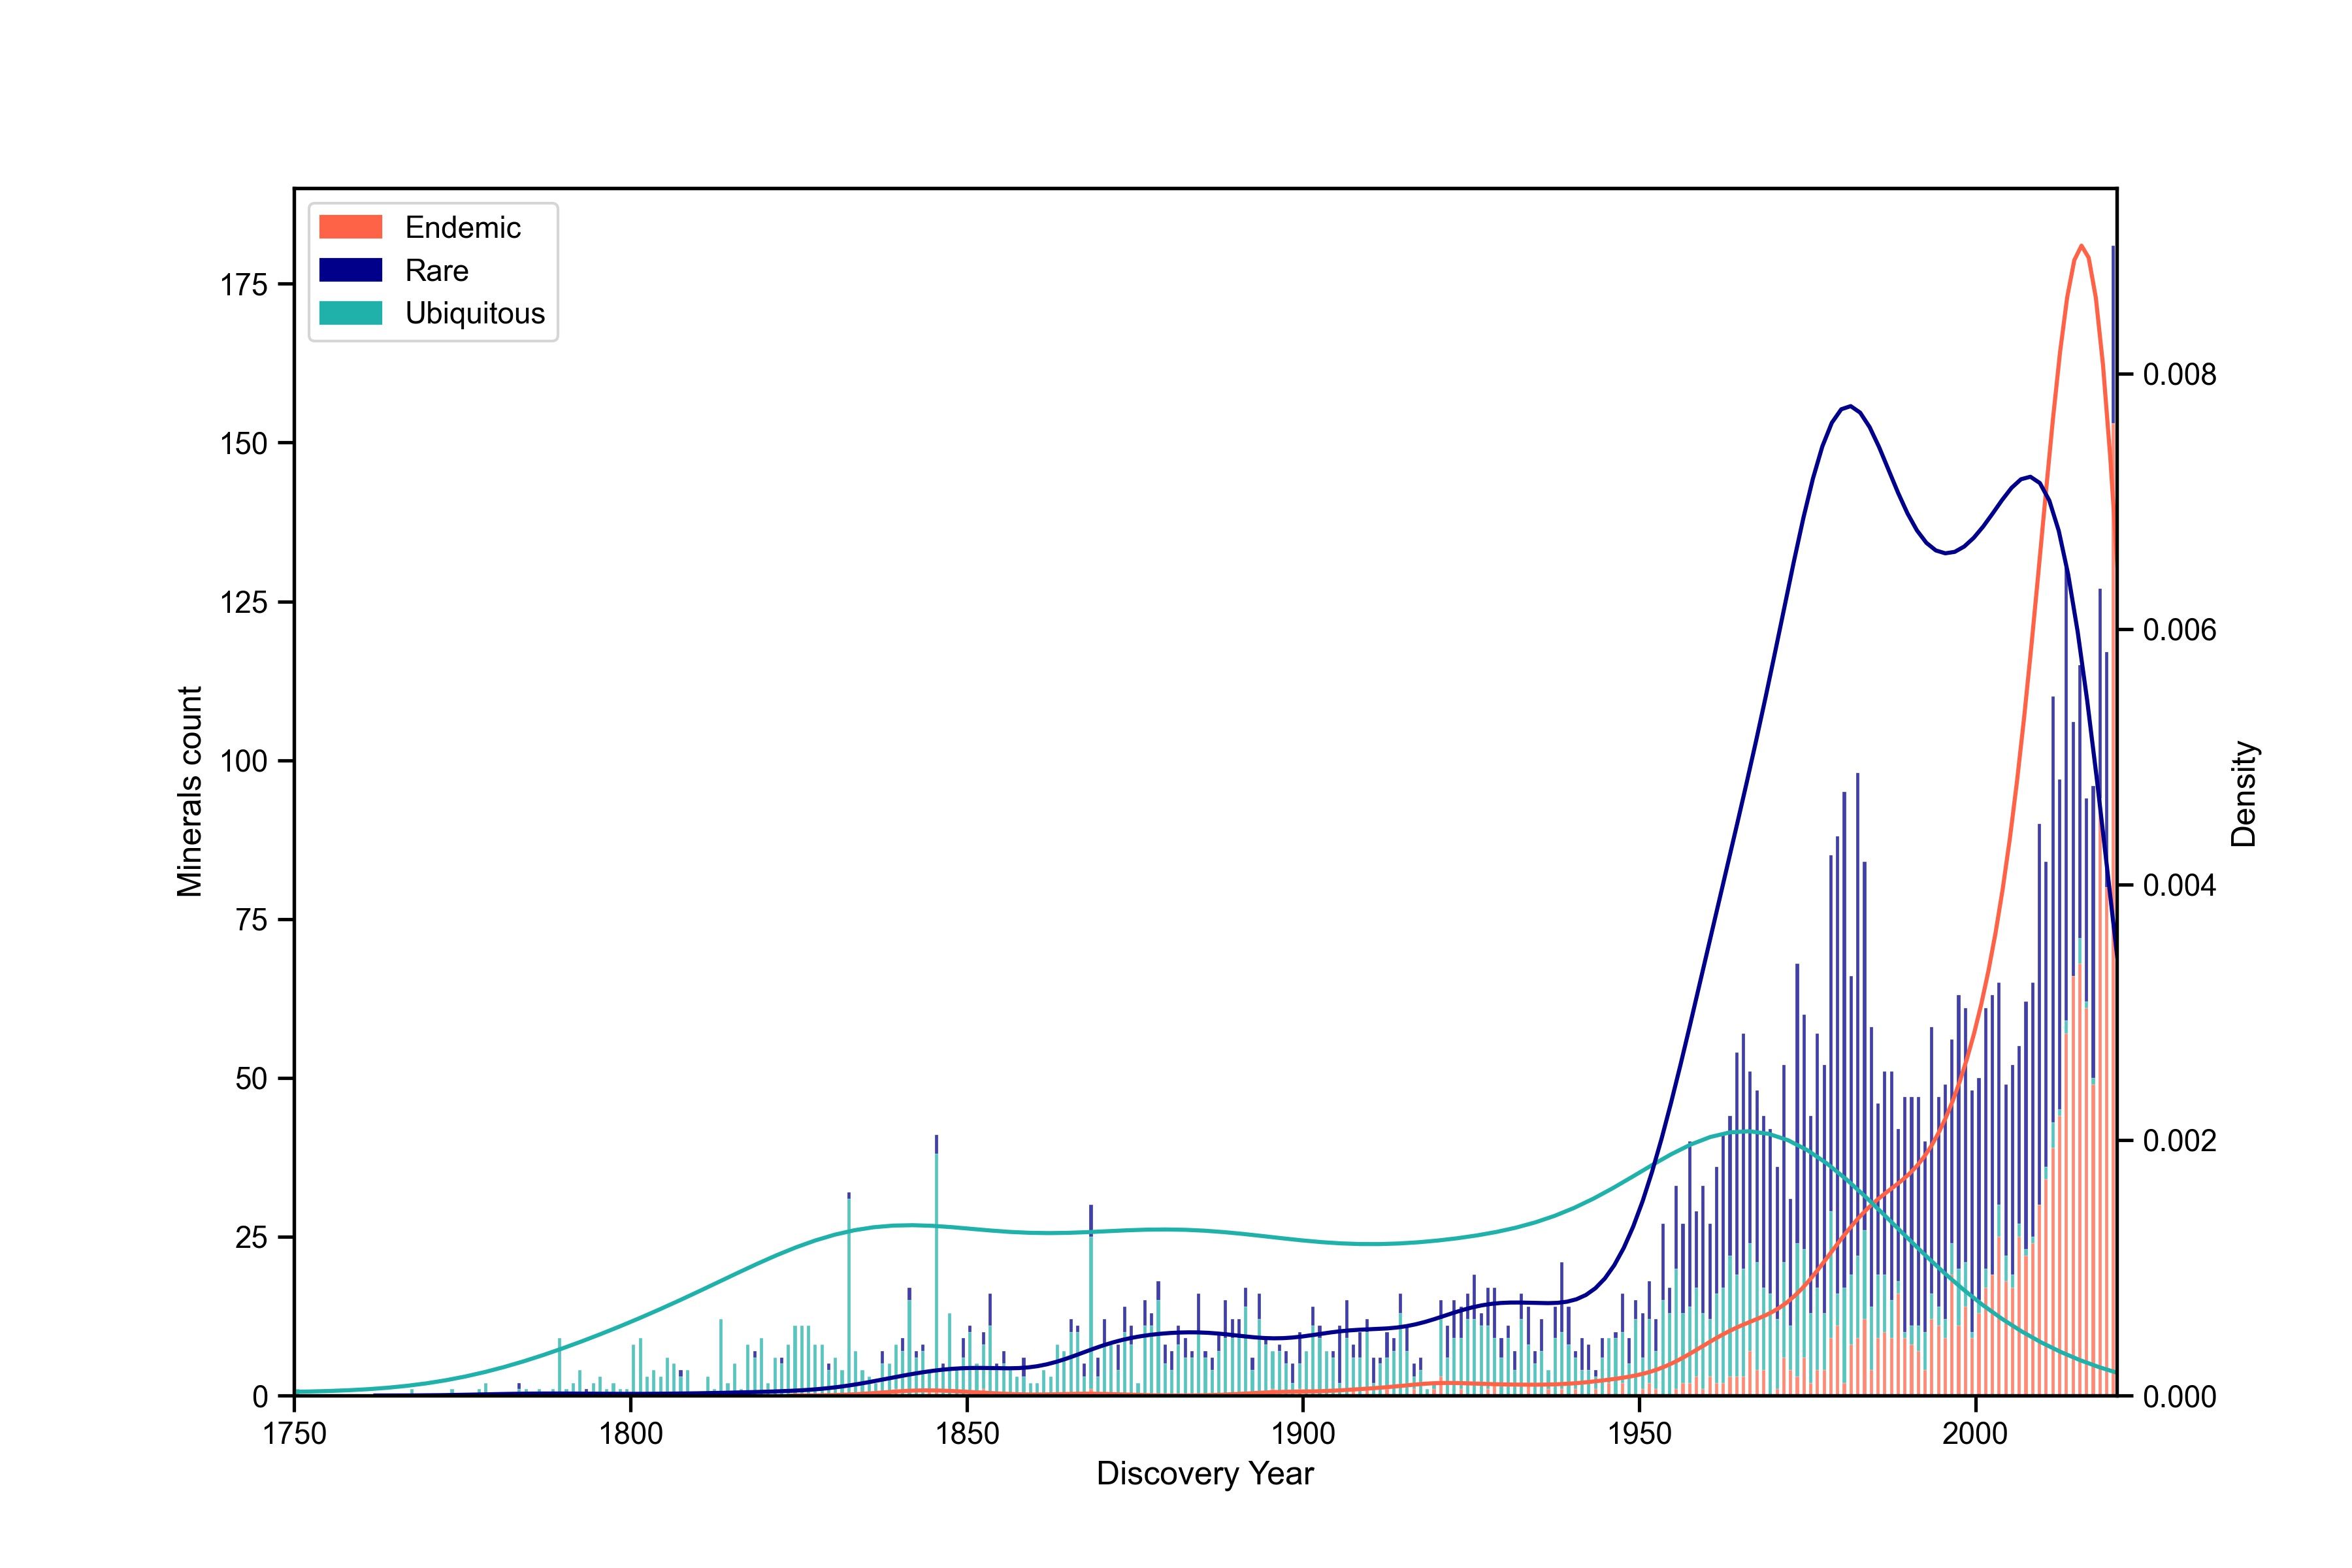 Endemic
Rare
Ubiquitous
175
150
125
100
75
50
25
0
Minerals count
0.008
0.006
0.004
0.002
0.000
Density
1750 1800 1850 1900 1950 2000
Discovery Year